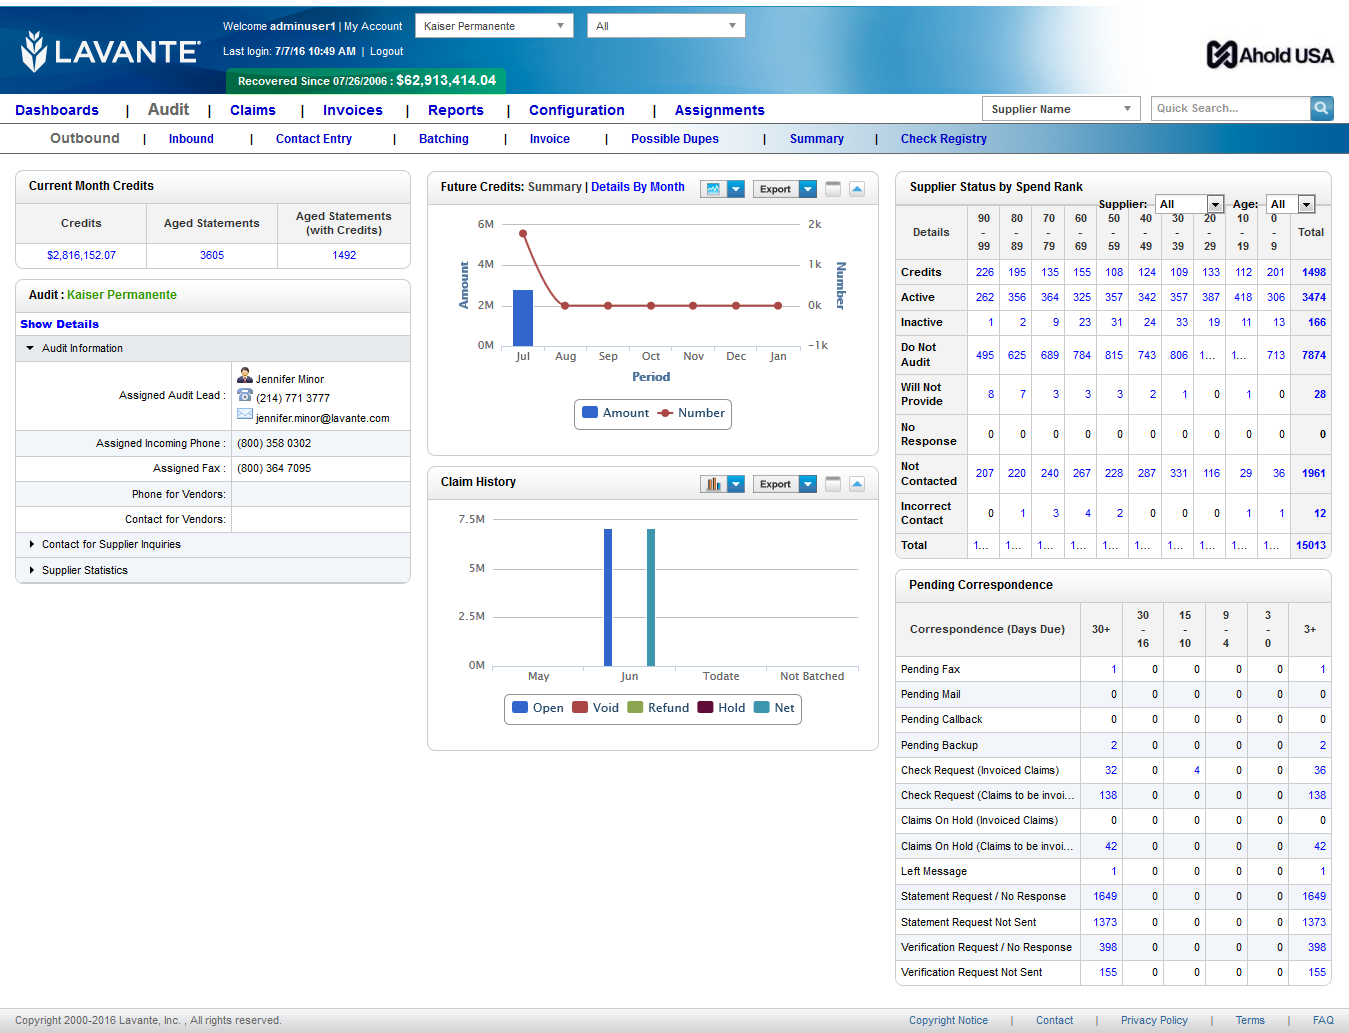 LAVANTE
Welcome adminuser1 | My Account
Kaiser Permanente
All
Last login: 7/7/16 10:49 AM | Logout
Recovered Since 07/26/2006 : $62,913,414.04
Ahold USA
Dashboards | Audit | Claims | Invoices | Reports | Configuration | Assignments
Supplier Name
Quick Search...
Outbound | Inbound | Contact Entry | Batching | Invoice | Possible Dupes | Summary | Check Registry
Current Month Credits
Credits Aged Statements Aged Statements (with Credits)
$2,816,152.07 3605 1492
Audit : Kaiser Permanente
Show Details
Audit Information
Assigned Audit Lead : Jennifer Minor
(214) 771 3777
jennifer.minor@lavante.com
Assigned Incoming Phone : (800) 358 0302
Assigned Fax : (800) 364 7095
Phone for Vendors:
Contact for Vendors:
Contact for Supplier Inquiries
Supplier Statistics
Future Credits: Summary | Details By Month
Export
6M 2k
4M 1k
2M 0k
0M -1k
Amount
Number
Jul Aug Sep Oct Nov Dec Jan
Period
Amount Number
Claim History
Export
7.5M
5M
2.5M
0M
May Jun Todate Not Batched
Open Void Refund Hold Net
Supplier Status by Spend Rank
Supplier: All Age: All
Details 90 - 99 80 - 89 70 - 79 60 - 69 50 - 59 40 - 49 30 - 39 20 - 29 10 - 19 0 - 9 Total
Credits 226 195 135 155 108 124 109 133 112 201 1498
Active 262 356 364 325 357 342 357 387 418 306 3474
Inactive 1 2 9 23 31 24 33 19 11 13 166
Do Not Audit 495 625 689 784 815 743 806 1... 1... 713 7874
Will Not Provide 8 7 3 3 3 2 1 0 1 0 28
No Response 0 0 0 0 0 0 0 0 0 0 0
Not Contacted 207 220 240 267 228 287 331 116 29 36 1961
Incorrect Contact 0 1 3 4 2 0 0 0 1 1 12
Total 1... 1... 1... 1... 1... 1... 1... 1... 1... 1... 15013
Pending Correspondence
Correspondence (Days Due) 30+ 30 - 16 15 - 10 9 - 4 3 - 0 3+
Pending Fax 1 0 0 0 0 1
Pending Mail 0 0 0 0 0 0
Pending Callback 0 0 0 0 0 0
Pending Backup 2 0 0 0 0 2
Check Request (Invoiced Claims) 32 0 4 0 0 36
Check Request (Claims to be invoi... 138 0 0 0 0 138
Claims On Hold (Invoiced Claims) 0 0 0 0 0 0
Claims On Hold (Claims to be invoi... 42 0 0 0 0 42
Left Message 1 0 0 0 0 1
Statement Request / No Response 1649 0 0 0 0 1649
Statement Request Not Sent 1373 0 0 0 0 1373
Verification Request / No Response 398 0 0 0 0 398
Verification Request Not Sent 155 0 0 0 0 155
Copyright 2000-2016 Lavante, Inc. , All rights reserved.
Copyright Notice | Contact | Privacy Policy | Terms | FAQ